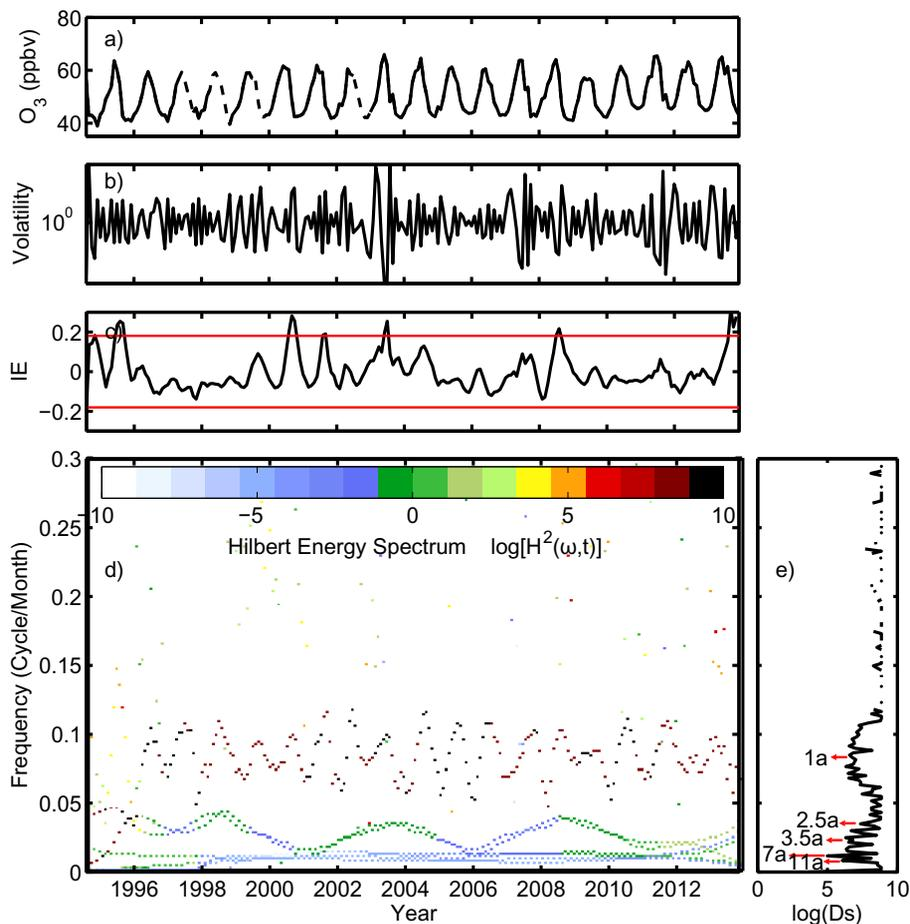 80
a)
60
40
O3 (ppbv)
b)
10^0
Volatility
c)
0.2
0
−0.2
IE
0.3
0.25
0.2
0.15
0.1
0.05
0
Frequency (Cycle/Month)
−10 −5 0 5 10
Hilbert Energy Spectrum log[H^2(ω,t)]
d)
1996 1998 2000 2002 2004 2006 2008 2010 2012
Year
e)
1a
2.5a
3.5a
7a
11a
0 5 10
log(Ds)